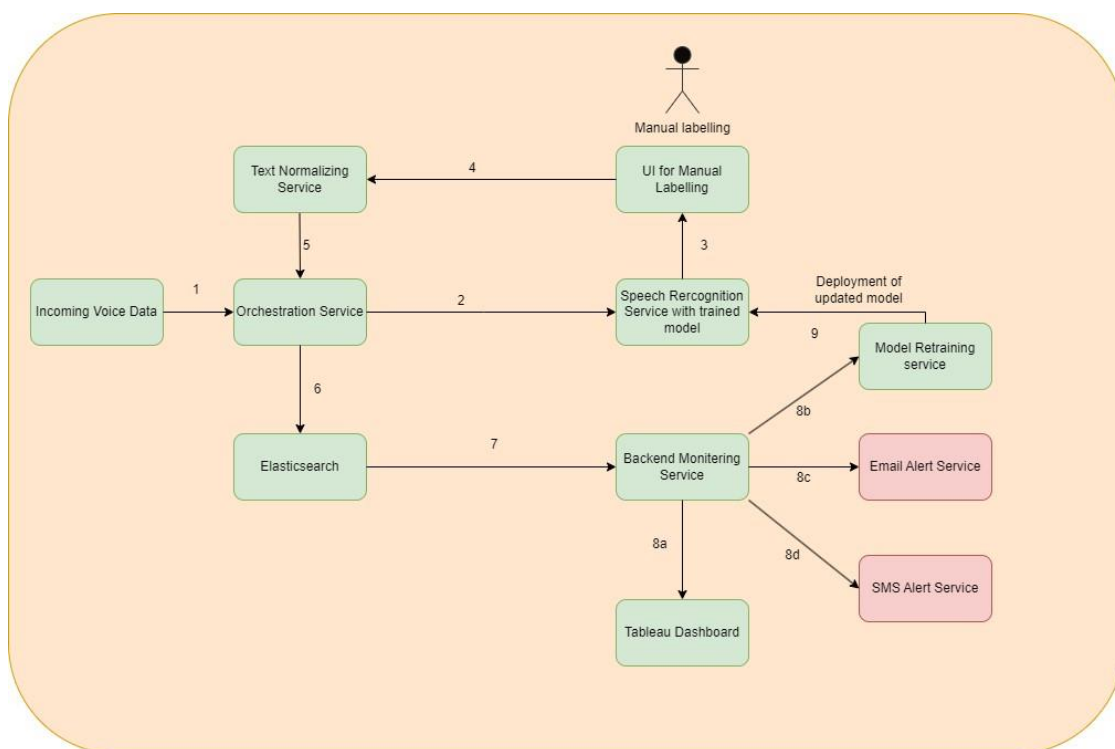 Manual labelling
Text Normalizing
Service
4
UI for Manual
Labelling
5
3
Incoming Voice Data
1
Orchestration Service
2
Speech Rercognition
Service with trained
model
Deployment of
updated model
9
Model Retraining
service
6
8b
Elasticsearch
7
Backend Monitering
Service
8c
Email Alert Service
8a
8d
SMS Alert Service
Tableau Dashboard